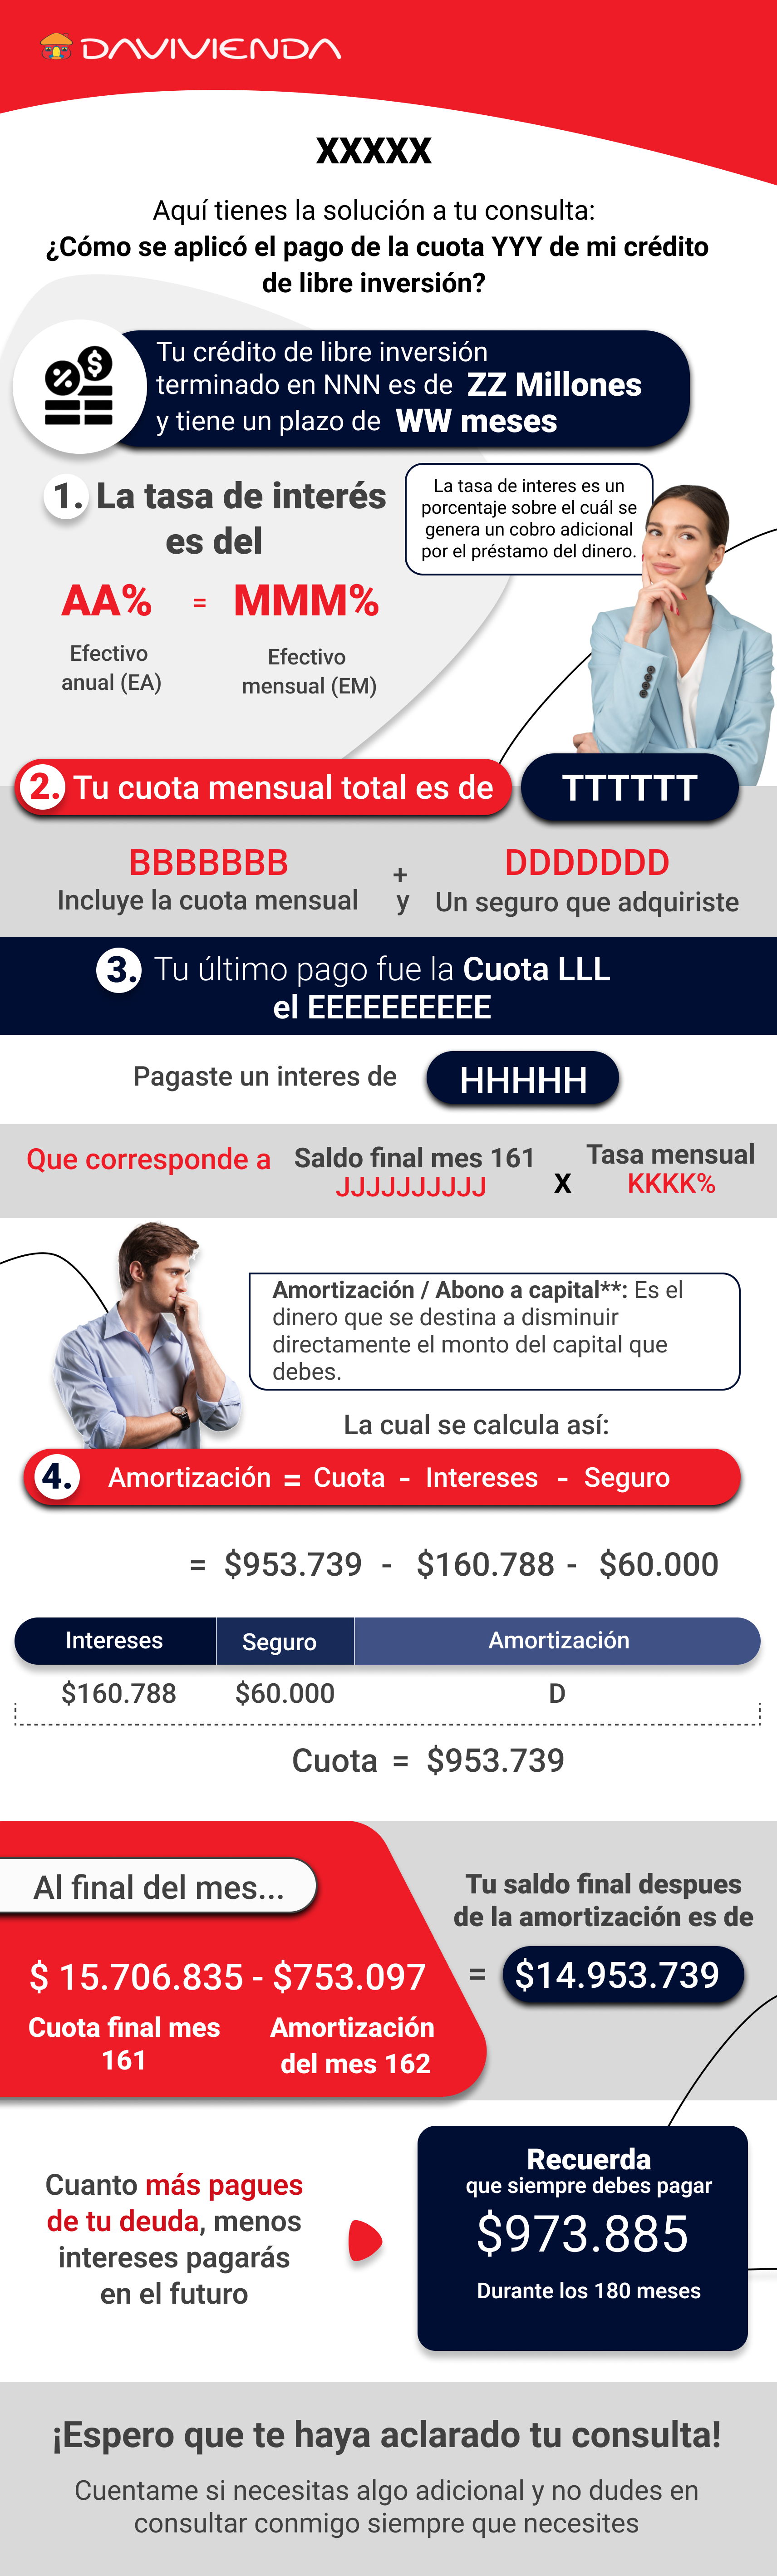 DAVIVIENDA
XXXXX
Aquí tienes la solución a tu consulta:
¿Cómo se aplicó el pago de la cuota YYY de mi crédito
de libre inversión?
Tu crédito de libre inversión
terminado en NNN es de ZZ Millones
y tiene un plazo de WW meses
1. La tasa de interés
es del
La tasa de interes es un
porcentaje sobre el cuál se
genera un cobro adicional
por el préstamo del dinero.
AA% = MMM%
Efectivo
anual (EA)
Efectivo
mensual (EM)
2. Tu cuota mensual total es de TTTTTT
BBBBBBB + DDDDDDD
Incluye la cuota mensual y Un seguro que adquiriste
3. Tu último pago fue la Cuota LLL
el EEEEEEEEEE
Pagaste un interes de HHHHH
Que corresponde a
Saldo final mes 161
JJJJJJJJJJ
X
Tasa mensual
KKKK%
Amortización / Abono a capital**: Es el
dinero que se destina a disminuir
directamente el monto del capital que
debes.
La cual se calcula así:
4. Amortización = Cuota - Intereses - Seguro
= $953.739 - $160.788 - $60.000
Intereses Seguro Amortización
$160.788 $60.000 D
Cuota = $953.739
Al final del mes...
$ 15.706.835 - $753.097
Cuota final mes
161
Amortización
del mes 162
Tu saldo final despues
de la amortización es de
= $14.953.739
Cuanto más pagues
de tu deuda, menos
intereses pagarás
en el futuro
Recuerda
que siempre debes pagar
$973.885
Durante los 180 meses
¡Espero que te haya aclarado tu consulta!
Cuentame si necesitas algo adicional y no dudes en
consultar conmigo siempre que necesites